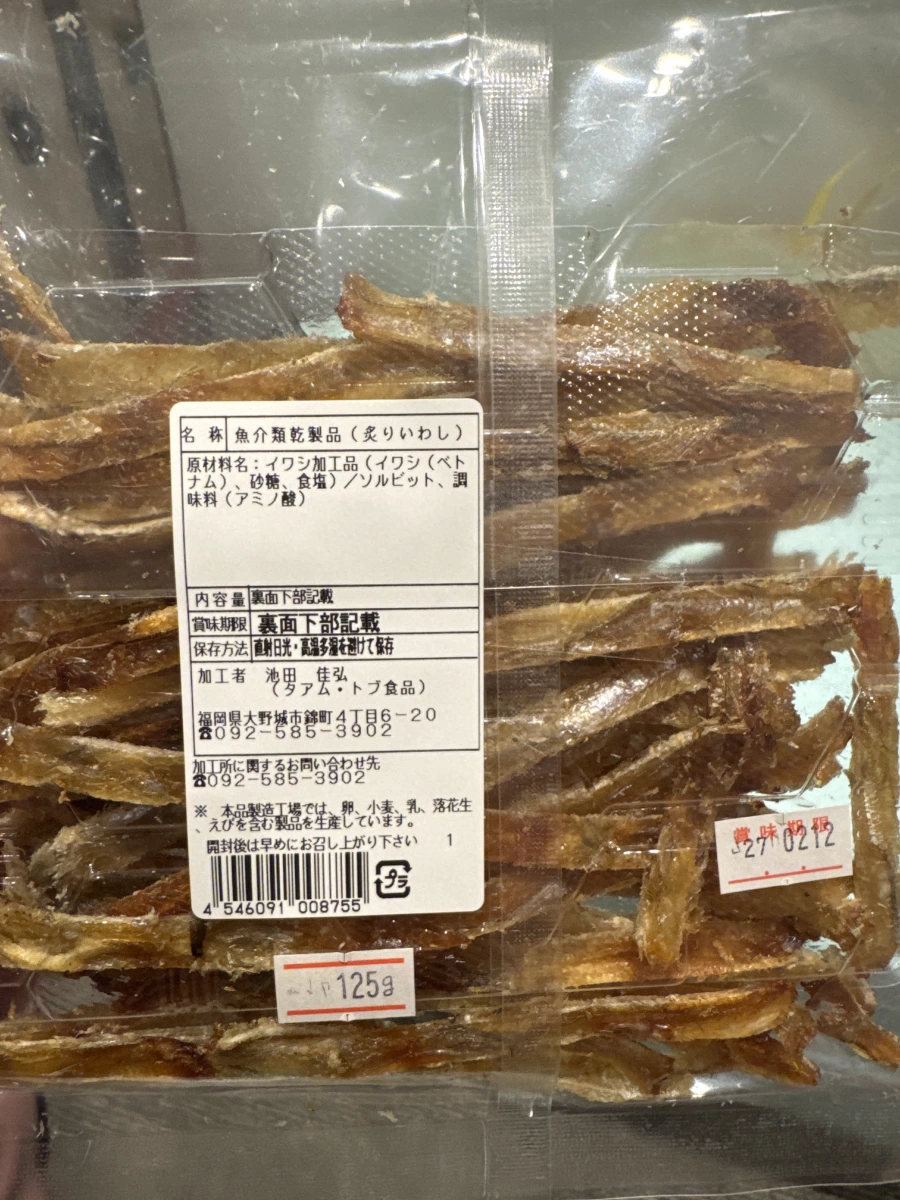 名 称 魚介類乾製品（炙りいわし）
原材料名：イワシ加工品（イワシ（ベト
ナム）、砂糖、食塩）／ソルビット、調
味料（アミノ酸）
内容量 裏面下部記載
賞味期限 裏面下部記載
保存方法 直射日光・高温多湿を避けて保存
加工者 池田 佳弘
（タアム・トブ食品）
福岡県大野城市錦町４丁目６－２０
☎０９２－５８５－３９０２
加工所に関するお問い合わせ先
☎０９２－５８５－３９０２
※ 本品製造工場では、卵、小麦、乳、落花生
、えびを含む製品を生産しています。
開封後は早めにお召し上がり下さい 1
プラ
4 546091 008755
賞味期限
27 0212
125g